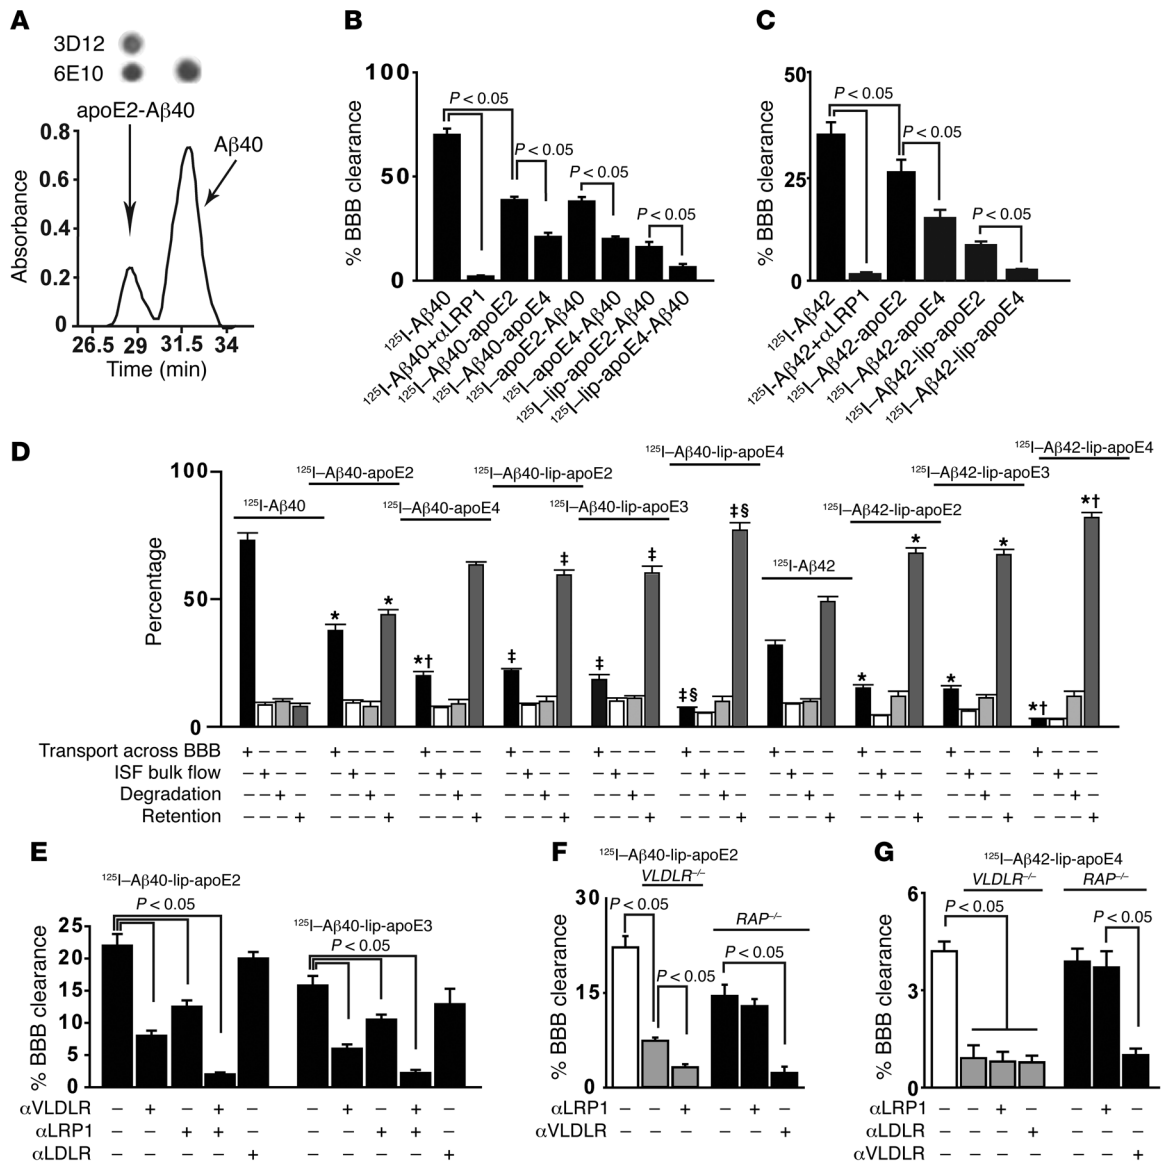 A
3D12
6E10
apoE2-Aβ40
Aβ40
0.8
0.6
0.4
0.2
0
Absorbance
26.5 29 31.5 34
Time (min)
B
100
50
0
% BBB clearance
P < 0.05
P < 0.05
P < 0.05
P < 0.05
125I-Aβ40
125I-Aβ40+αLRP1
125I–Aβ40-apoE2
125I–Aβ40-apoE4
125I–apoE2-Aβ40
125I–apoE4-Aβ40
125I–lip-apoE2-Aβ40
125I–lip-apoE4-Aβ40
C
50
25
0
% BBB clearance
P < 0.05
P < 0.05
P < 0.05
125I-Aβ42
125I-Aβ42+αLRP1
125I–Aβ42-apoE2
125I–Aβ42-apoE4
125I–Aβ42-lip-apoE2
125I–Aβ42-lip-apoE4
D
100
50
0
Percentage
125I-Aβ40
125I–Aβ40-apoE2
125I–Aβ40-apoE4
125I–Aβ40-lip-apoE2
125I–Aβ40-lip-apoE3
125I–Aβ40-lip-apoE4
125I-Aβ42
125I–Aβ42-lip-apoE2
125I–Aβ42-lip-apoE3
125I–Aβ42-lip-apoE4
* * *† ‡ ‡ ‡ ‡ ‡§ ‡§ * * * * *† *†
Transport across BBB + – – – + – – – + – – – + – – – + – – – + – – – + – – – + – – – + – – – + – – –
ISF bulk flow – + – – – + – – – + – – – + – – – + – – – + – – – + – – – + – – – + – – – + – –
Degradation – – + – – – + – – – + – – – + – – – + – – – + – – – + – – – + – – – + – – – + –
Retention – – – + – – – + – – – + – – – + – – – + – – – + – – – + – – – + – – – + – – – +
E
125I–Aβ40-lip-apoE2
P < 0.05
125I–Aβ40-lip-apoE3
P < 0.05
25
20
15
10
5
0
% BBB clearance
αVLDLR – + – + – – + – + –
αLRP1 – – + + – – – + + –
αLDLR – – – – + – – – – +
F
125I–Aβ40-lip-apoE2
VLDLR–/–
P < 0.05
RAP–/–
P < 0.05
P < 0.05
30
15
0
% BBB clearance
αLRP1 – – + – + –
αVLDLR – – – – – +
G
125I–Aβ42-lip-apoE4
VLDLR–/– RAP–/–
P < 0.05
P < 0.05
6
3
0
% BBB clearance
αLRP1 – – + – – + –
αLDLR – – – + – – –
αVLDLR – – – – – – +